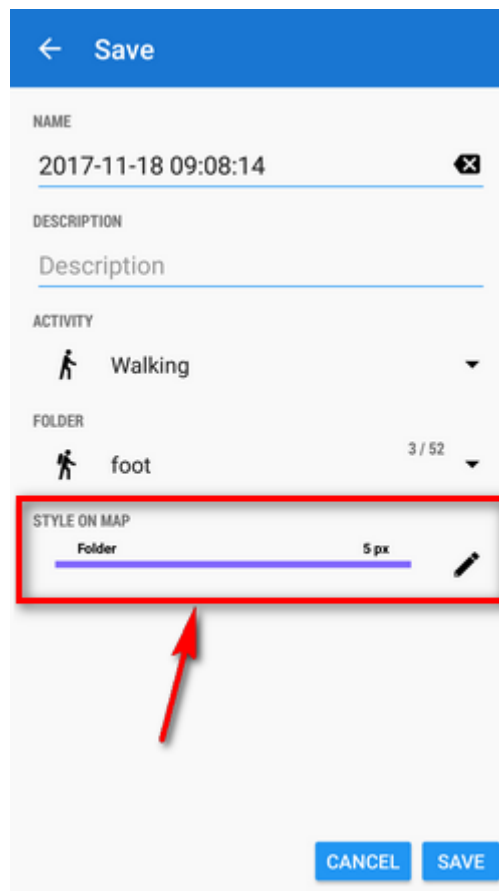 Save
NAME
2017-11-18 09:08:14
DESCRIPTION
Description
ACTIVITY
Walking
FOLDER
foot 3 / 52
STYLE ON MAP
Folder 5 px
CANCEL SAVE